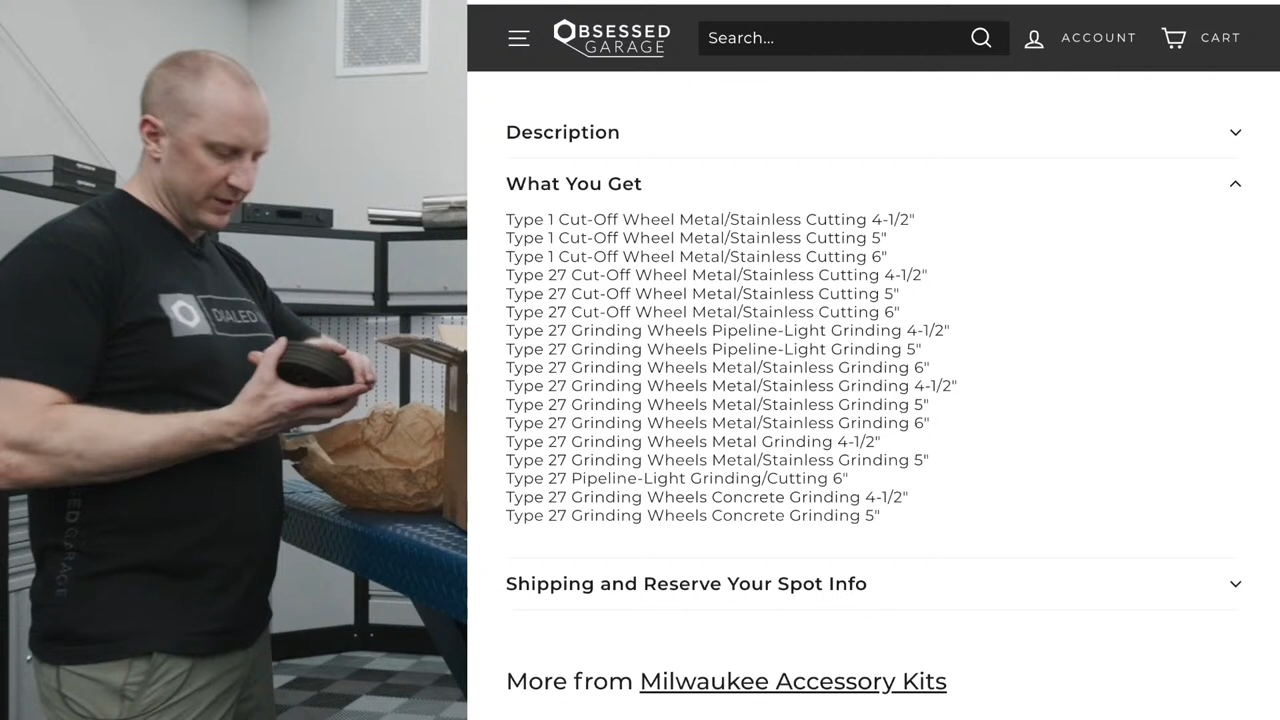 OBSESSED
GARAGE
Search...
ACCOUNT
CART
Description
What You Get
Type 1 Cut-Off Wheel Metal/Stainless Cutting 4-1/2"
Type 1 Cut-Off Wheel Metal/Stainless Cutting 5"
Type 1 Cut-Off Wheel Metal/Stainless Cutting 6"
Type 27 Cut-Off Wheel Metal/Stainless Cutting 4-1/2"
Type 27 Cut-Off Wheel Metal/Stainless Cutting 5"
Type 27 Cut-Off Wheel Metal/Stainless Cutting 6"
Type 27 Grinding Wheels Pipeline-Light Grinding 4-1/2"
Type 27 Grinding Wheels Pipeline-Light Grinding 5"
Type 27 Grinding Wheels Metal/Stainless Grinding 6"
Type 27 Grinding Wheels Metal/Stainless Grinding 4-1/2"
Type 27 Grinding Wheels Metal/Stainless Grinding 5"
Type 27 Grinding Wheels Metal/Stainless Grinding 6"
Type 27 Grinding Wheels Metal Grinding 4-1/2"
Type 27 Grinding Wheels Metal/Stainless Grinding 5"
Type 27 Pipeline-Light Grinding/Cutting 6"
Type 27 Grinding Wheels Concrete Grinding 4-1/2"
Type 27 Grinding Wheels Concrete Grinding 5"
Shipping and Reserve Your Spot Info
More from Milwaukee Accessory Kits
DIALED
GARAGE